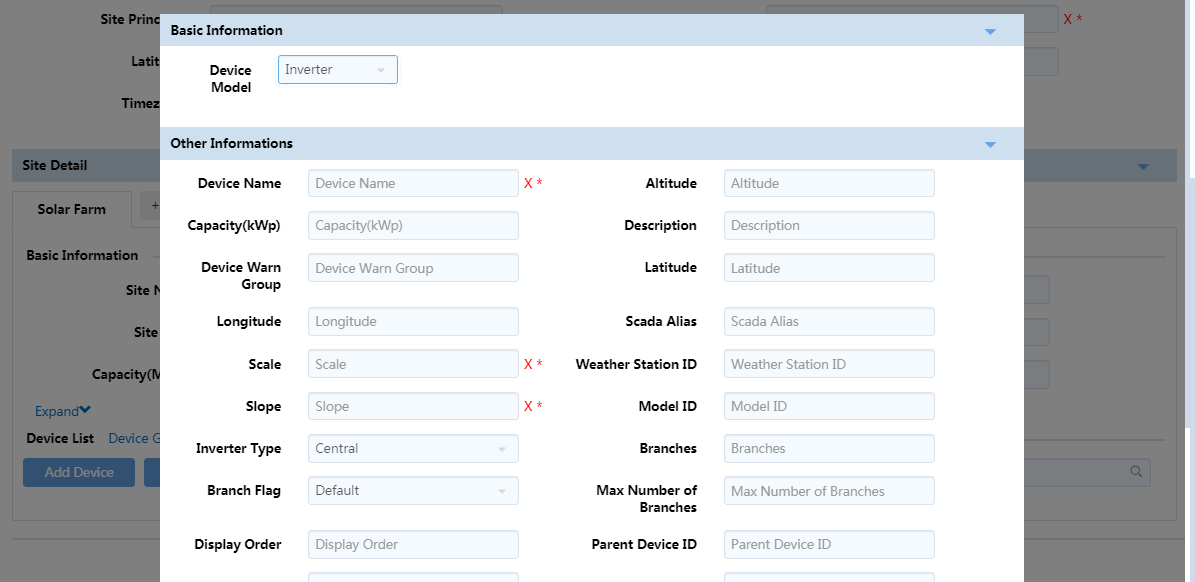 Site Princ
X *
Basic Information
Device Model
Inverter
Latit
Timez
Other Informations
Site Detail
Device Name
Device Name
X *
Altitude
Altitude
Solar Farm
+
Capacity(kWp)
Capacity(kWp)
Description
Description
Basic Information
Device Warn Group
Device Warn Group
Latitude
Latitude
Site N
Longitude
Longitude
Scada Alias
Scada Alias
Site
Scale
Scale
X *
Weather Station ID
Weather Station ID
Capacity(M
Slope
Slope
X *
Model ID
Model ID
Expand
Device List
Device G
Inverter Type
Central
Branches
Branches
Add Device
Branch Flag
Default
Max Number of Branches
Max Number of Branches
Display Order
Display Order
Parent Device ID
Parent Device ID